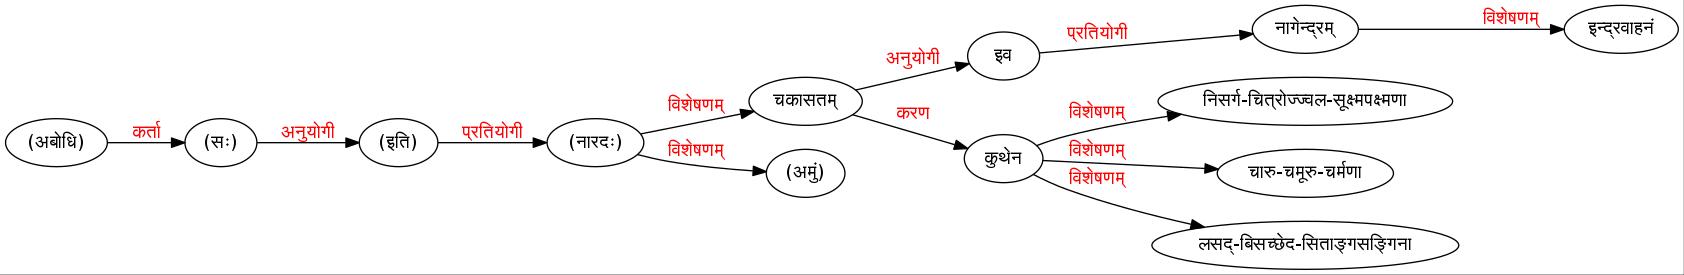 (अबोधि)
कर्ता
(सः)
अनुयोगी
(इति)
प्रतियोगी
(नारदः)
विशेषणम्
विशेषणम्
चकासतम्
(अमुं)
अनुयोगी
करण
इव
कुथेन
प्रतियोगी
विशेषणम्
विशेषणम्
विशेषणम्
नागेन्द्रम्
निसर्ग-चित्रोज्ज्वल-सूक्ष्मपक्ष्मणा
चारु-चमूरु-चर्मणा
लसद्-बिसच्छेद-सिताङ्गसङ्गिना
विशेषणम्
इन्द्रवाहनं